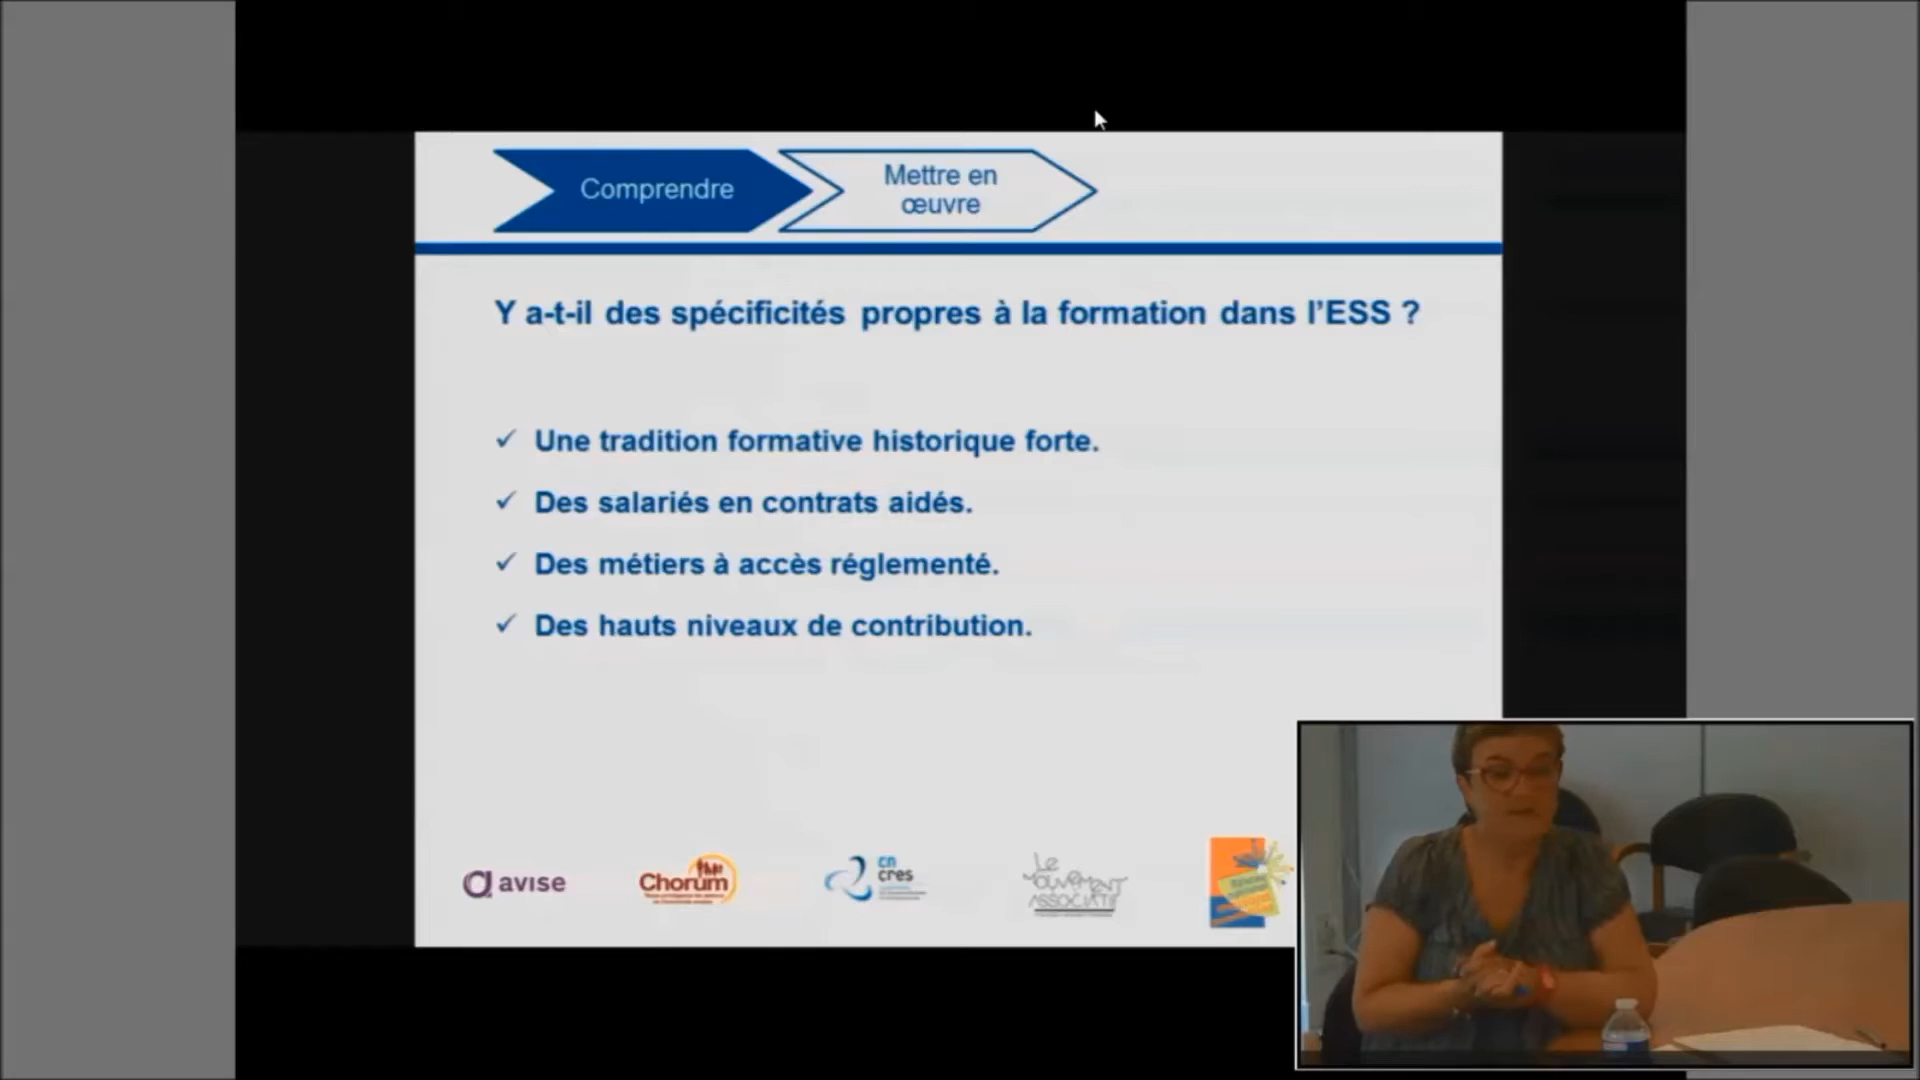 Comprendre
Mettre en
œuvre
Y a-t-il des spécificités propres à la formation dans l'ESS ?
✓ Une tradition formative historique forte.
✓ Des salariés en contrats aidés.
✓ Des métiers à accès réglementé.
✓ Des hauts niveaux de contribution.
avise
Chorum
cn
cres
Le
mouvement
associatif